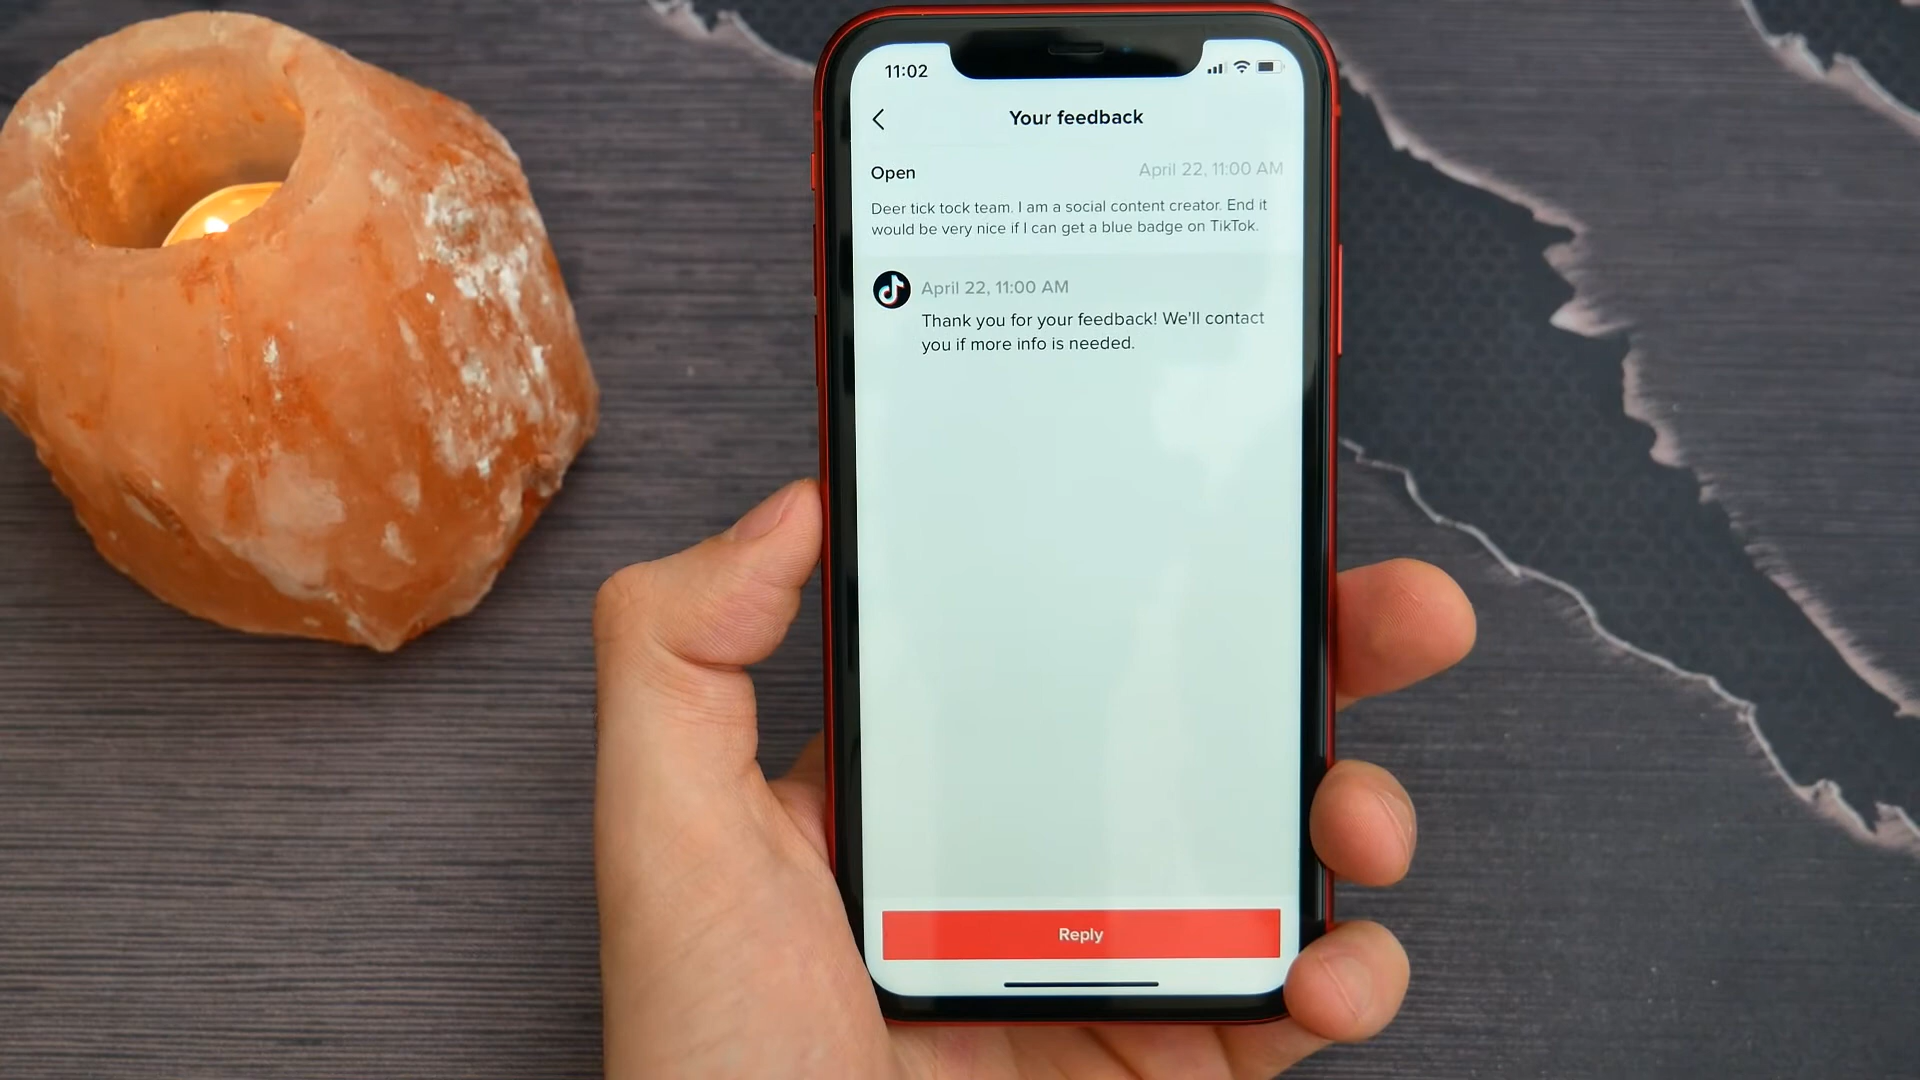 11:02
Your feedback
Open
April 22, 11:00 AM
Deer tick tock team. I am a social content creator. End it
would be very nice if I can get a blue badge on TikTok.
April 22, 11:00 AM
Thank you for your feedback! We'll contact
you if more info is needed.
Reply